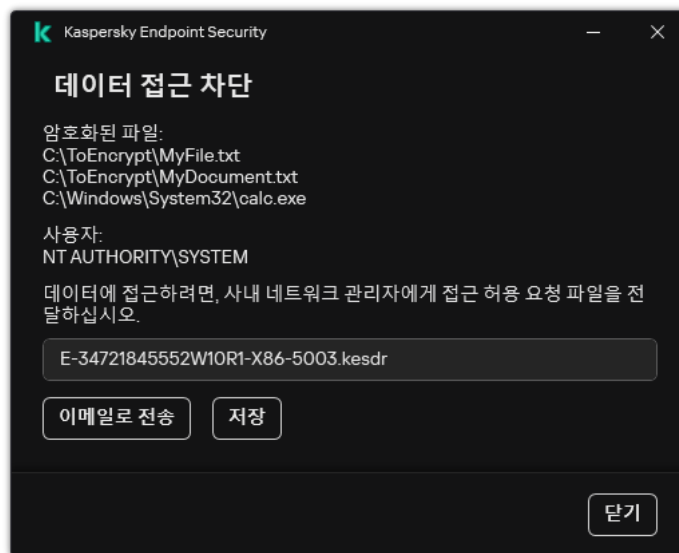 Kaspersky Endpoint Security
데이터 접근 차단
암호화된 파일:
C:\ToEncrypt\MyFile.txt
C:\ToEncrypt\MyDocument.txt
C:\Windows\System32\calc.exe
사용자:
NT AUTHORITY\SYSTEM
데이터에 접근하려면, 사내 네트워크 관리자에게 접근 허용 요청 파일을 전
달하십시오.
E-34721845552W10R1-X86-5003.kesdr
이메일로 전송 저장
닫기